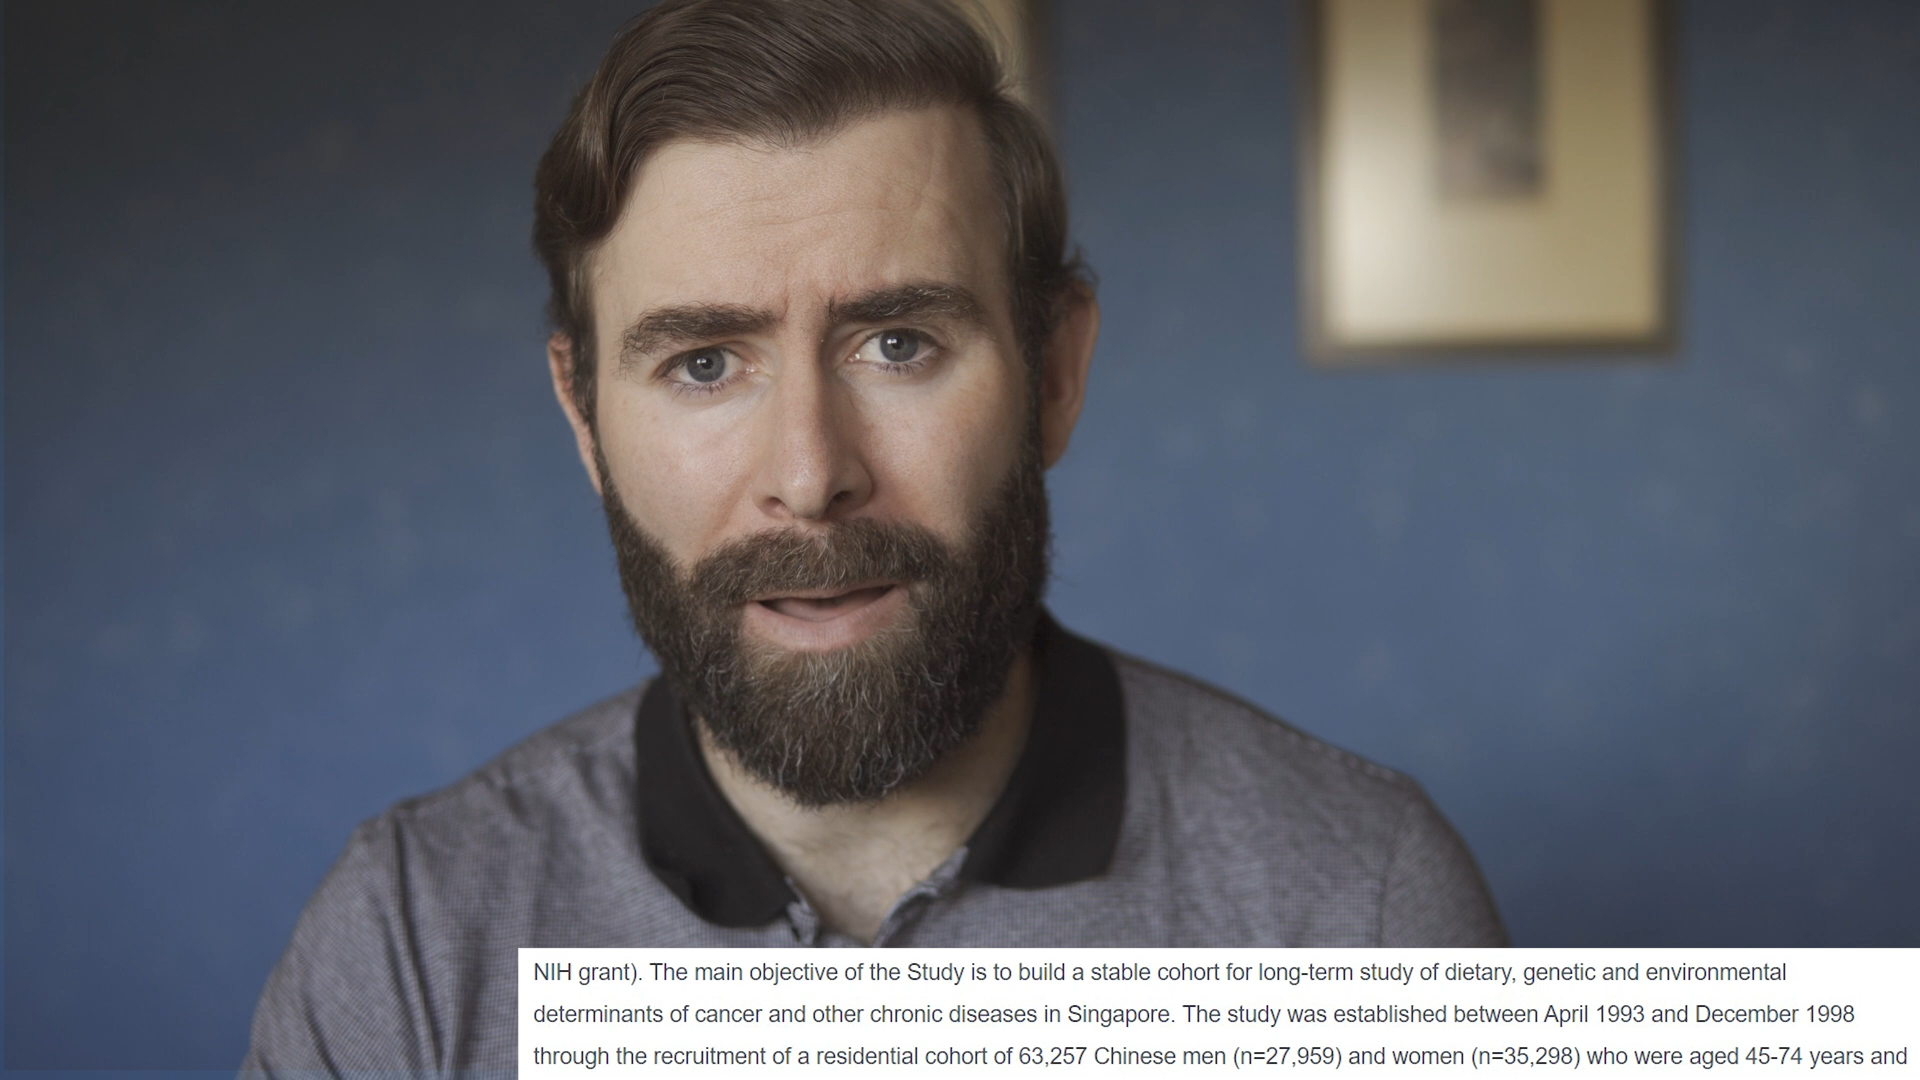 NIH grant). The main objective of the Study is to build a stable cohort for long-term study of dietary, genetic and environmental
determinants of cancer and other chronic diseases in Singapore. The study was established between April 1993 and December 1998
through the recruitment of a residential cohort of 63,257 Chinese men (n=27,959) and women (n=35,298) who were aged 45-74 years and